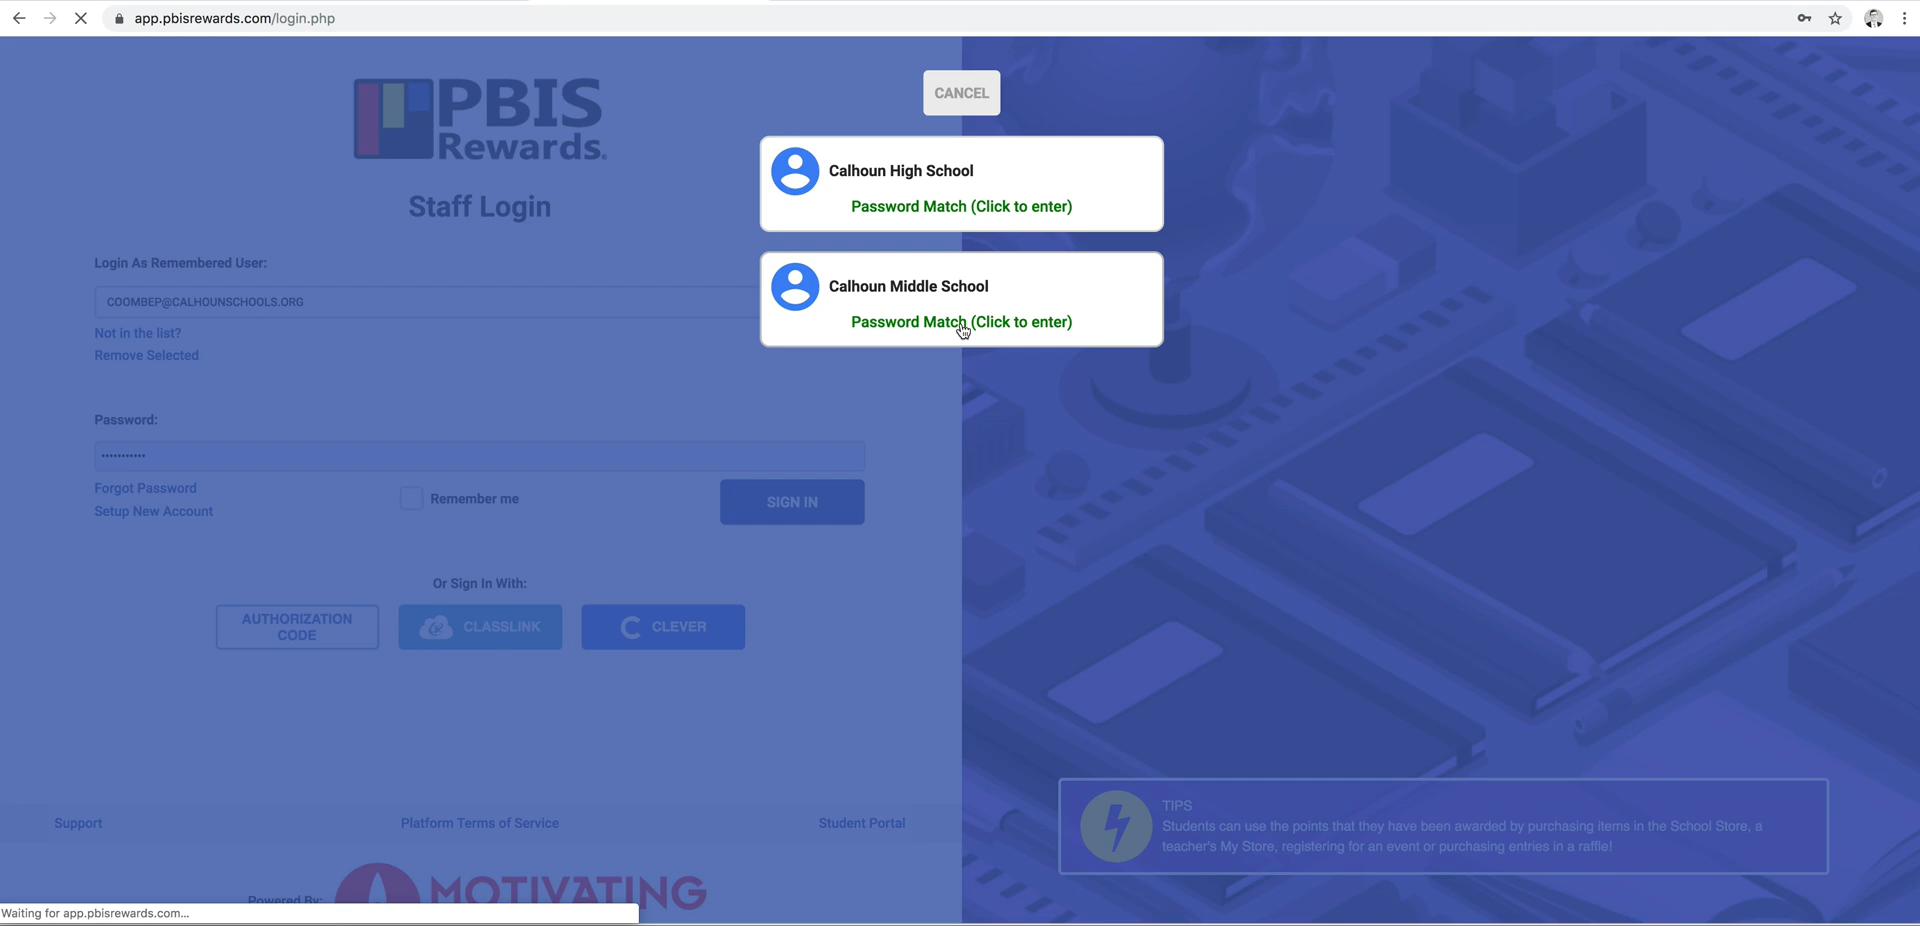 app.pbisrewards.com/login.php
CANCEL
PBIS
Rewards.
Calhoun High School
Password Match (Click to enter)
Staff Login
Login As Remembered User:
Calhoun Middle School
COOMBEP@CALHOUNSCHOOLS.ORG
Password Match (Click to enter)
Not in the list?
Remove Selected
Password:
•••••••••••
Forgot Password
Remember me
SIGN IN
Setup New Account
Or Sign In With:
AUTHORIZATION
CODE
CLASSLINK
CLEVER
TIPS
Students can use the points that they have been awarded by purchasing items in the School Store, a
teacher's My Store, registering for an event or purchasing entries in a raffle!
Support
Platform Terms of Service
Student Portal
Powered By:
MOTIVATING
Waiting for app.pbisrewards.com...